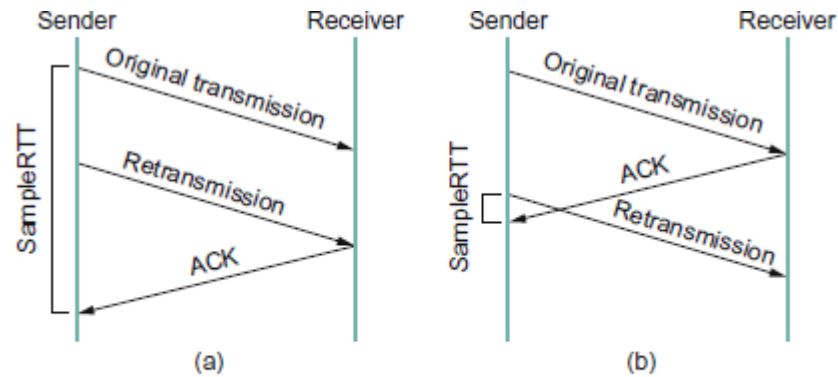 Sender Receiver
Original transmission
SampleRTT
Retransmission
ACK
(a)
Sender Receiver
Original transmission
ACK
SampleRTT
Retransmission
(b)